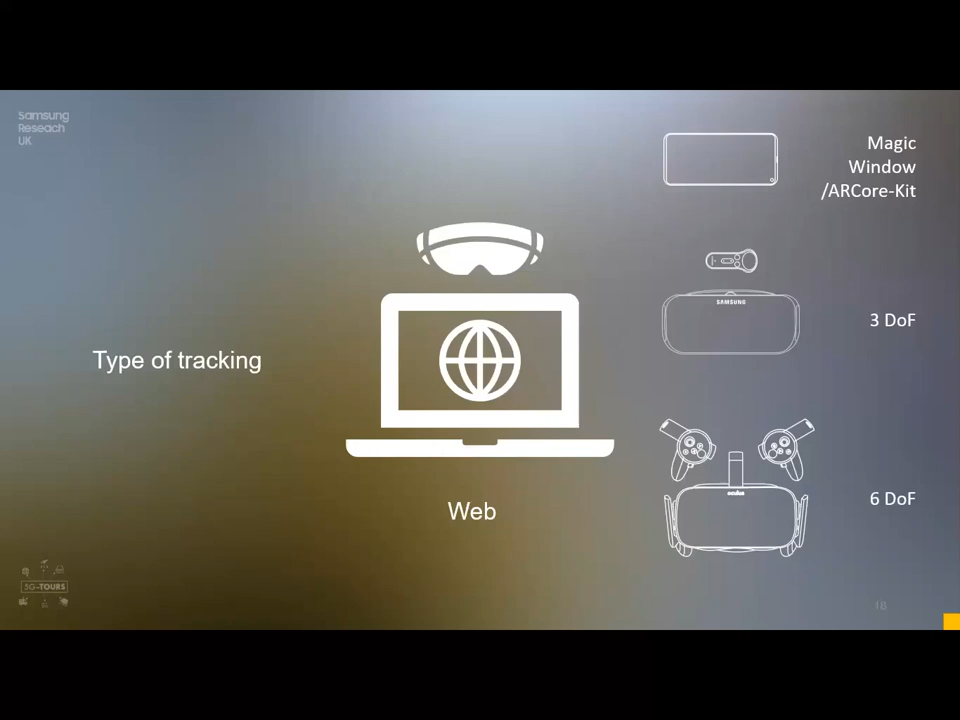 Samsung
Reseach
UK
Magic
Window
/ARCore-Kit
SAMSUNG
3 DoF
Type of tracking
oculus
6 DoF
Web
5G-TOURS
18